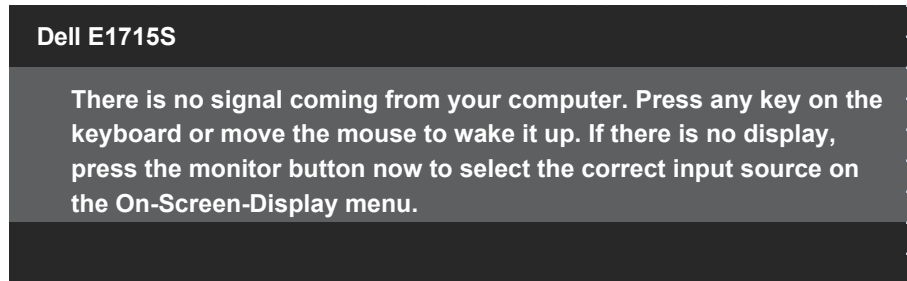 Dell E1715S
There is no signal coming from your computer. Press any key on the
keyboard or move the mouse to wake it up. If there is no display,
press the monitor button now to select the correct input source on
the On-Screen-Display menu.